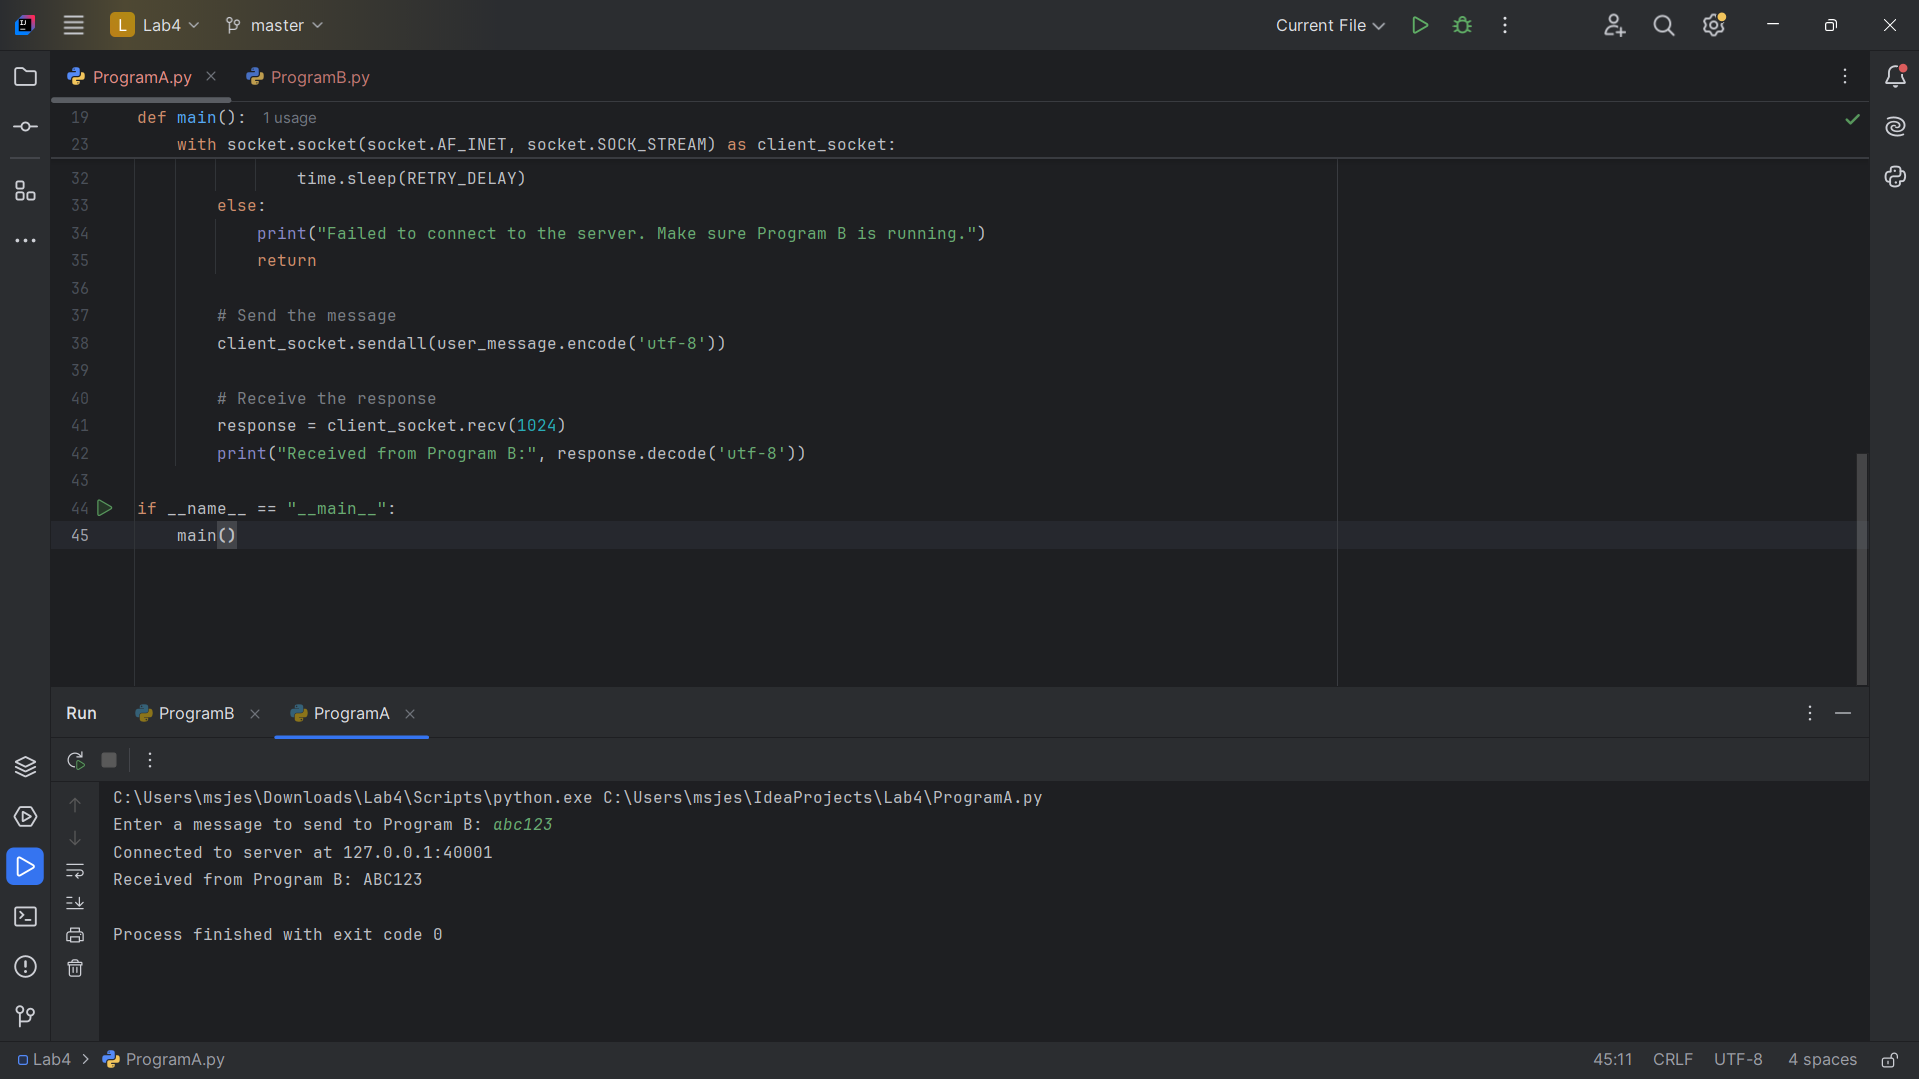 L Lab4 master Current File
ProgramA.py ProgramB.py
19 def main(): 1 usage
23 with socket.socket(socket.AF_INET, socket.SOCK_STREAM) as client_socket:
32 time.sleep(RETRY_DELAY)
33 else:
34 print("Failed to connect to the server. Make sure Program B is running.")
35 return
36
37 # Send the message
38 client_socket.sendall(user_message.encode('utf-8'))
39
40 # Receive the response
41 response = client_socket.recv(1024)
42 print("Received from Program B:", response.decode('utf-8'))
43
44 if __name__ == "__main__":
45 main()
Run ProgramB ProgramA
C:\Users\msjes\Downloads\Lab4\Scripts\python.exe C:\Users\msjes\IdeaProjects\Lab4\ProgramA.py
Enter a message to send to Program B: abc123
Connected to server at 127.0.0.1:40001
Received from Program B: ABC123
Process finished with exit code 0
Lab4 > ProgramA.py 45:11 CRLF UTF-8 4 spaces